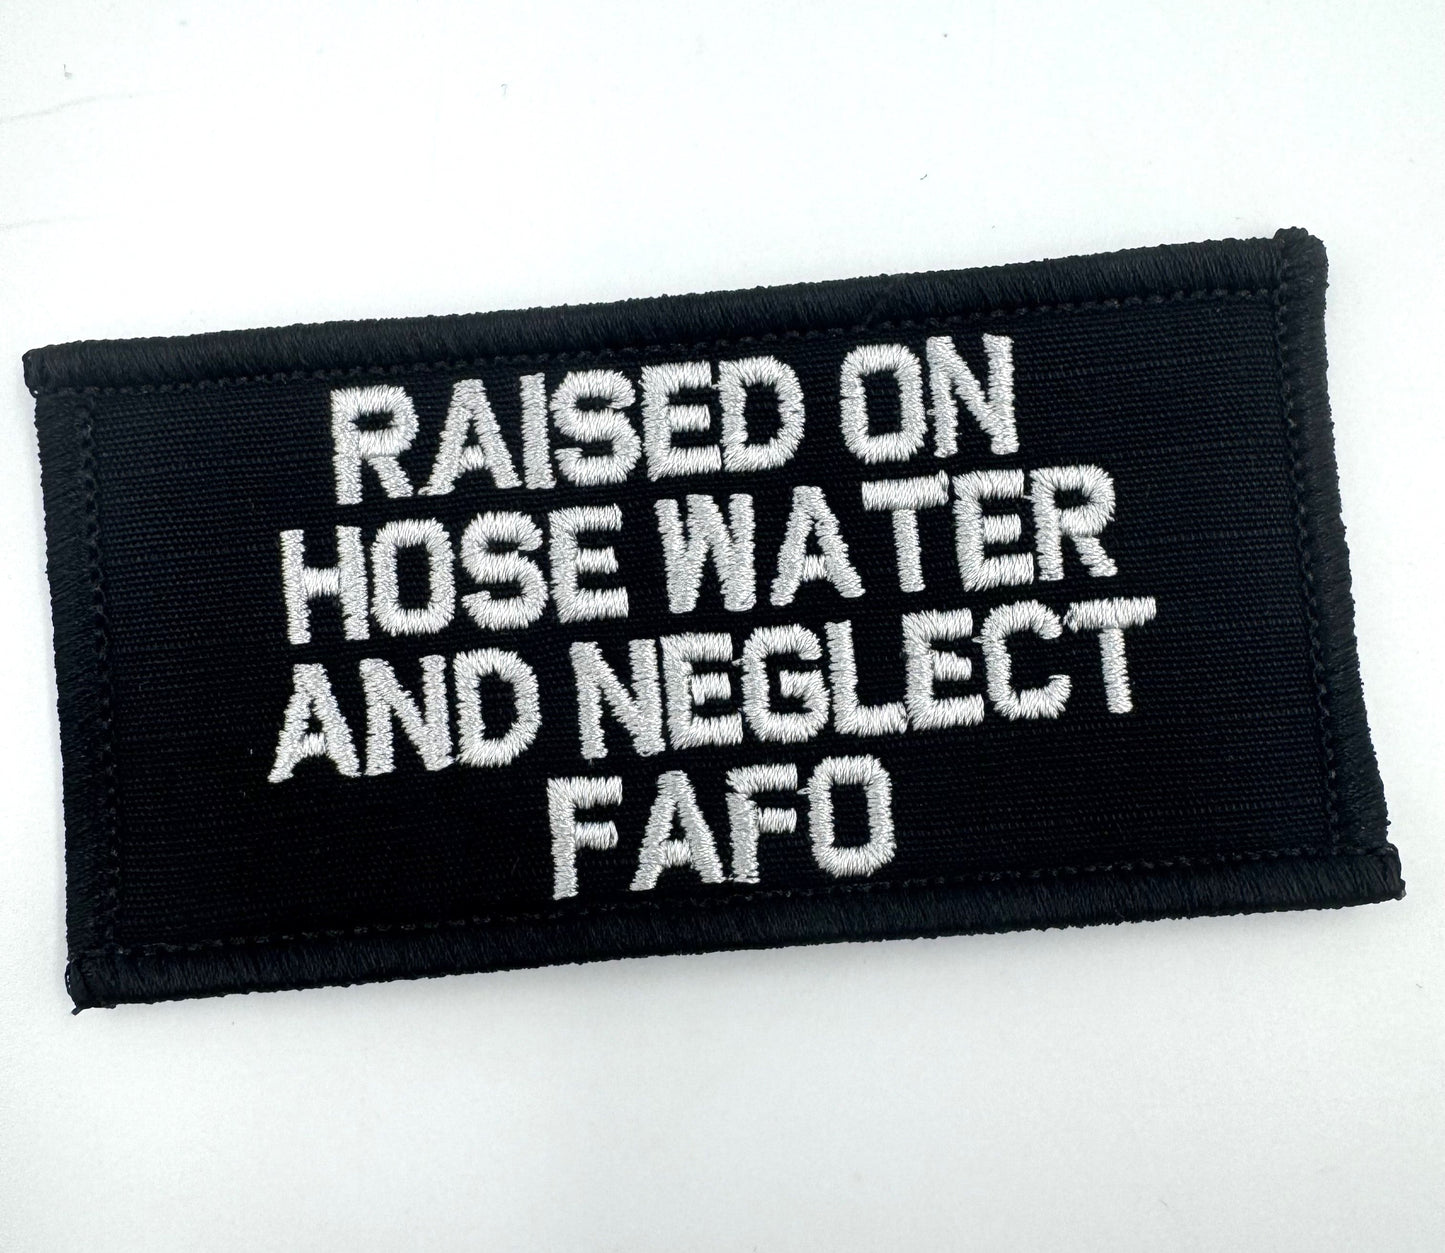 RAISED ON
HOSE WATER
AND NEGLECT
FAFO